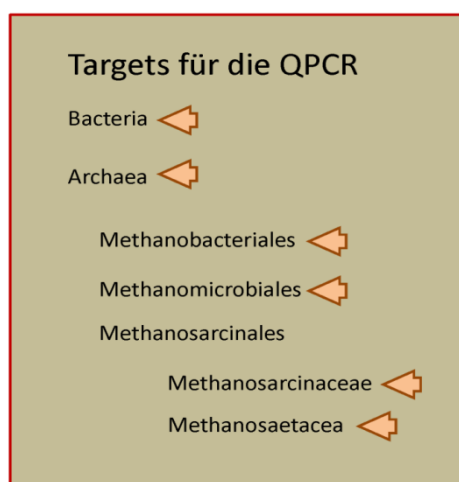 Targets für die QPCR
Bacteria
Archaea
Methanobacteriales
Methanomicrobiales
Methanosarcinales
Methanosarcinaceae
Methanosaetacea